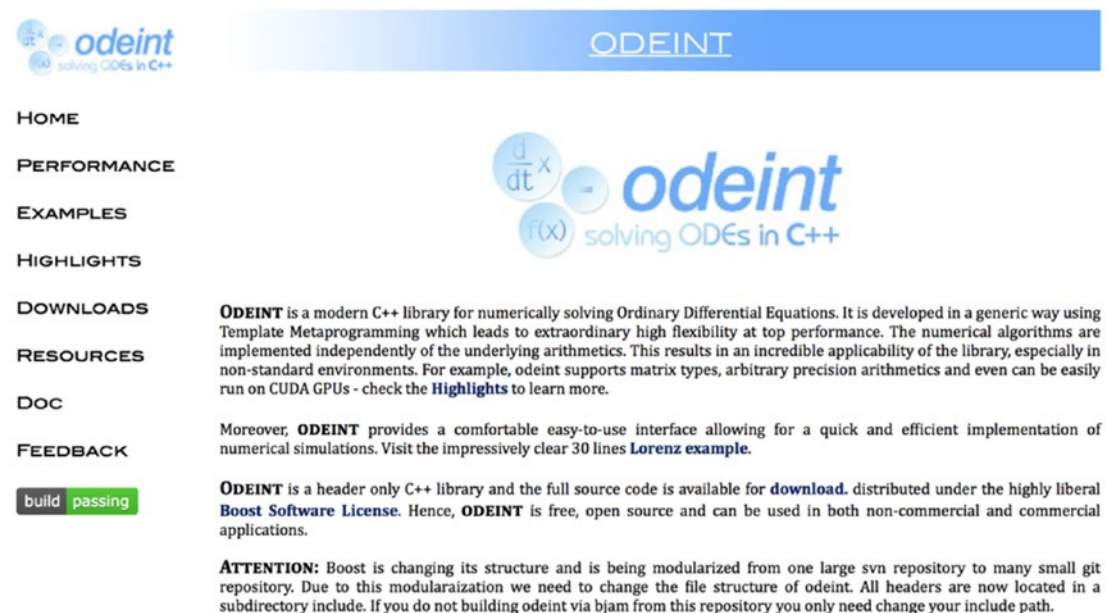 d/dt x = f(x)
odeint
solving ODEs in C++
ODEINT
HOME
PERFORMANCE
EXAMPLES
HIGHLIGHTS
DOWNLOADS
RESOURCES
DOC
FEEDBACK
build passing
d/dt x = f(x)
odeint
solving ODEs in C++
ODEINT is a modern C++ library for numerically solving Ordinary Differential Equations. It is developed in a generic way using
Template Metaprogramming which leads to extraordinary high flexibility at top performance. The numerical algorithms are
implemented independently of the underlying arithmetics. This results in an incredible applicability of the library, especially in
non-standard environments. For example, odeint supports matrix types, arbitrary precision arithmetics and even can be easily
run on CUDA GPUs - check the Highlights to learn more.
Moreover, ODEINT provides a comfortable easy-to-use interface allowing for a quick and efficient implementation of
numerical simulations. Visit the impressively clear 30 lines Lorenz example.
ODEINT is a header only C++ library and the full source code is available for download. distributed under the highly liberal
Boost Software License. Hence, ODEINT is free, open source and can be used in both non-commercial and commercial
applications.
ATTENTION: Boost is changing its structure and is being modularized from one large svn repository to many small git
repository. Due to this modularaization we need to change the file structure of odeint. All headers are now located in a
subdirectory include. If you do not building odeint via bjam from this repository you only need change your include path.